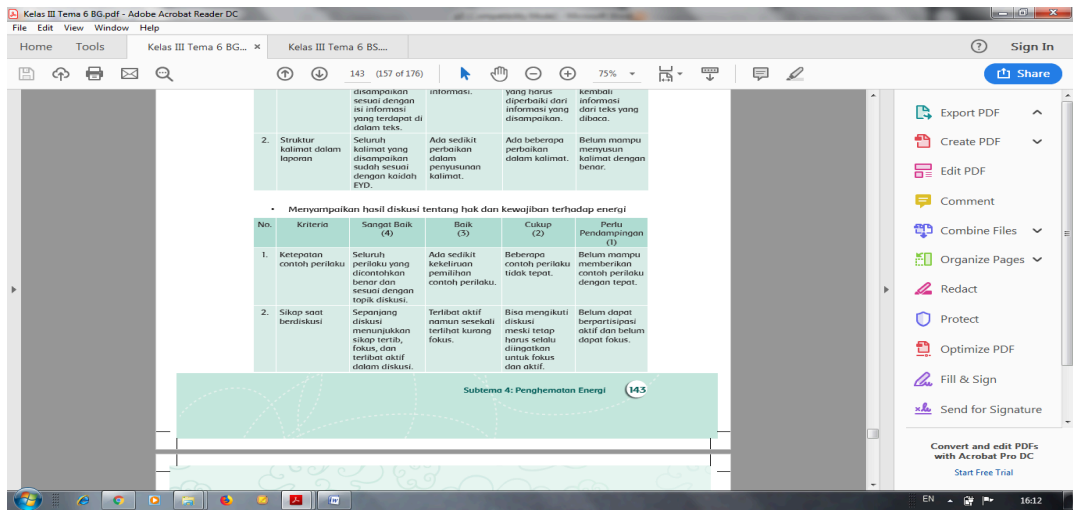 Kelas III Tema 6 BG.pdf - Adobe Acrobat Reader DC
File Edit View Window Help
Home Tools Kelas III Tema 6 BG... × Kelas III Tema 6 BS.... Sign In
143 (157 of 176) 75% Share
disampaikan
sesuai dengan
isi informasi
yang terdapat di
dalam teks.
informasi.
yang harus
diperbaiki dari
informasi yang
disampaikan.
kembali
informasi
dari teks yang
dibaca.
2. Struktur
kalimat dalam
laporan
Seluruh
kalimat yang
disampaikan
sudah sesuai
dengan kaidah
EYD.
Ada sedikit
perbaikan
dalam
penyusunan
kalimat.
Ada beberapa
perbaikan
dalam kalimat.
Belum mampu
menyusun
kalimat dengan
benar.
• Menyampaikan hasil diskusi tentang hak dan kewajiban terhadap energi
No. Kriteria
Sangat Baik
(4)
Baik
(3)
Cukup
(2)
Perlu
Pendampingan
(1)
1. Ketepatan
contoh perilaku
Seluruh
perilaku yang
dicontohkan
benar dan
sesuai dengan
topik diskusi.
Ada sedikit
kekeliruan
pemilihan
contoh perilaku.
Beberapa
contoh perilaku
tidak tepat.
Belum mampu
memberikan
contoh perilaku
dengan tepat.
2. Sikap saat
berdiskusi
Sepanjang
diskusi
menunjukkan
sikap tertib,
fokus, dan
terlibat aktif
dalam diskusi.
Terlibat aktif
namun sesekali
terlihat kurang
fokus.
Bisa mengikuti
diskusi
meski tetap
harus selalu
diingatkan
untuk fokus
dan aktif.
Belum dapat
berpartisipasi
aktif dan belum
dapat fokus.
Subtema 4: Penghematan Energi 143
Export PDF
Create PDF
Edit PDF
Comment
Combine Files
Organize Pages
Redact
Protect
Optimize PDF
Fill & Sign
Send for Signature
Convert and edit PDFs
with Acrobat Pro DC
Start Free Trial
EN 16:12